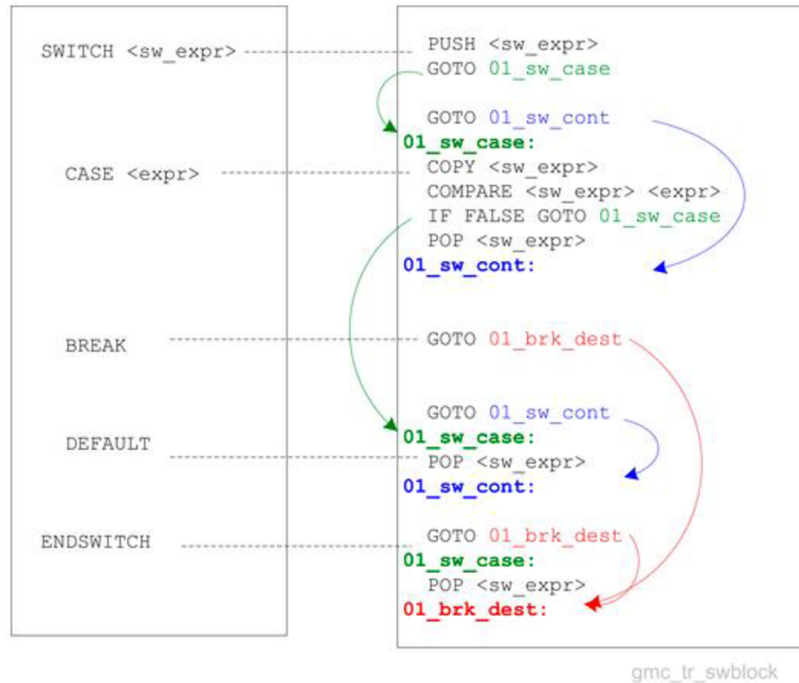 SWITCH <sw_expr>
PUSH <sw_expr>
GOTO 01_sw_case
GOTO 01_sw_cont
01_sw_case:
CASE <expr>
COPY <sw_expr>
COMPARE <sw_expr> <expr>
IF FALSE GOTO 01_sw_case
POP <sw_expr>
01_sw_cont:
BREAK
GOTO 01_brk_dest
GOTO 01_sw_cont
01_sw_case:
DEFAULT
POP <sw_expr>
01_sw_cont:
ENDSWITCH
GOTO 01_brk_dest
01_sw_case:
POP <sw_expr>
01_brk_dest:
gmc_tr_swblock